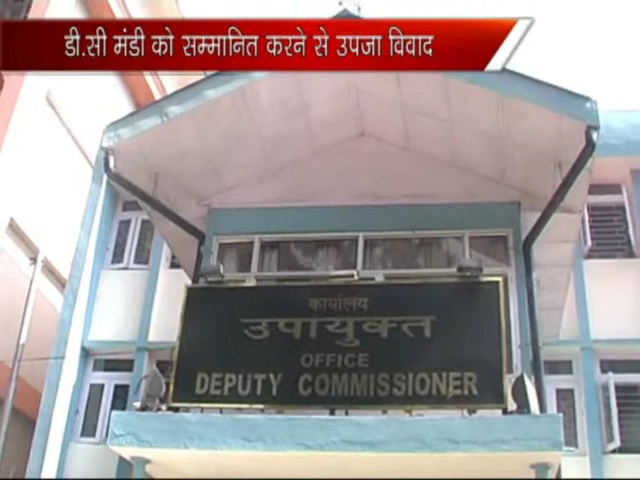 डी.सी मंडी को सम्मानित करने से उपजा विवाद
कार्यालय
उपायुक्त
OFFICE
DEPUTY COMMISSIONER